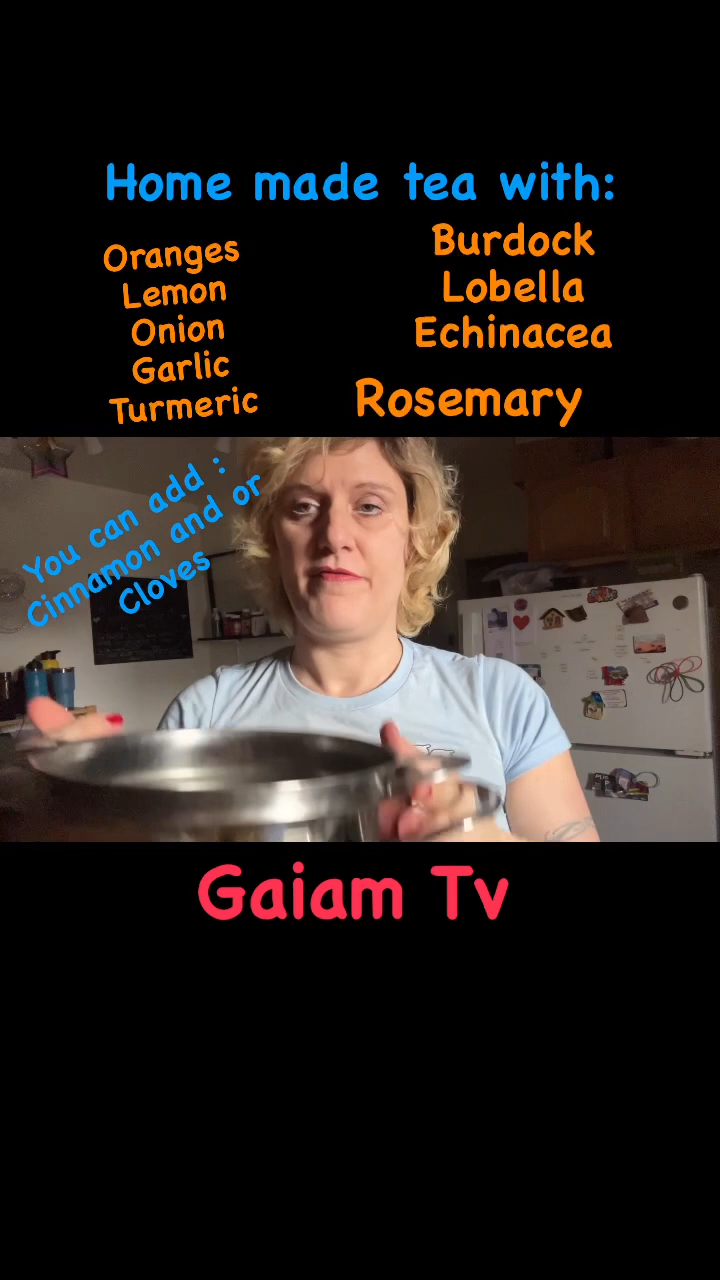 Home made tea with:
Oranges
Lemon
Onion
Garlic
Turmeric
Burdock
Lobella
Echinacea
Rosemary
You can add :
Cinnamon and or
Cloves
Gaiam Tv